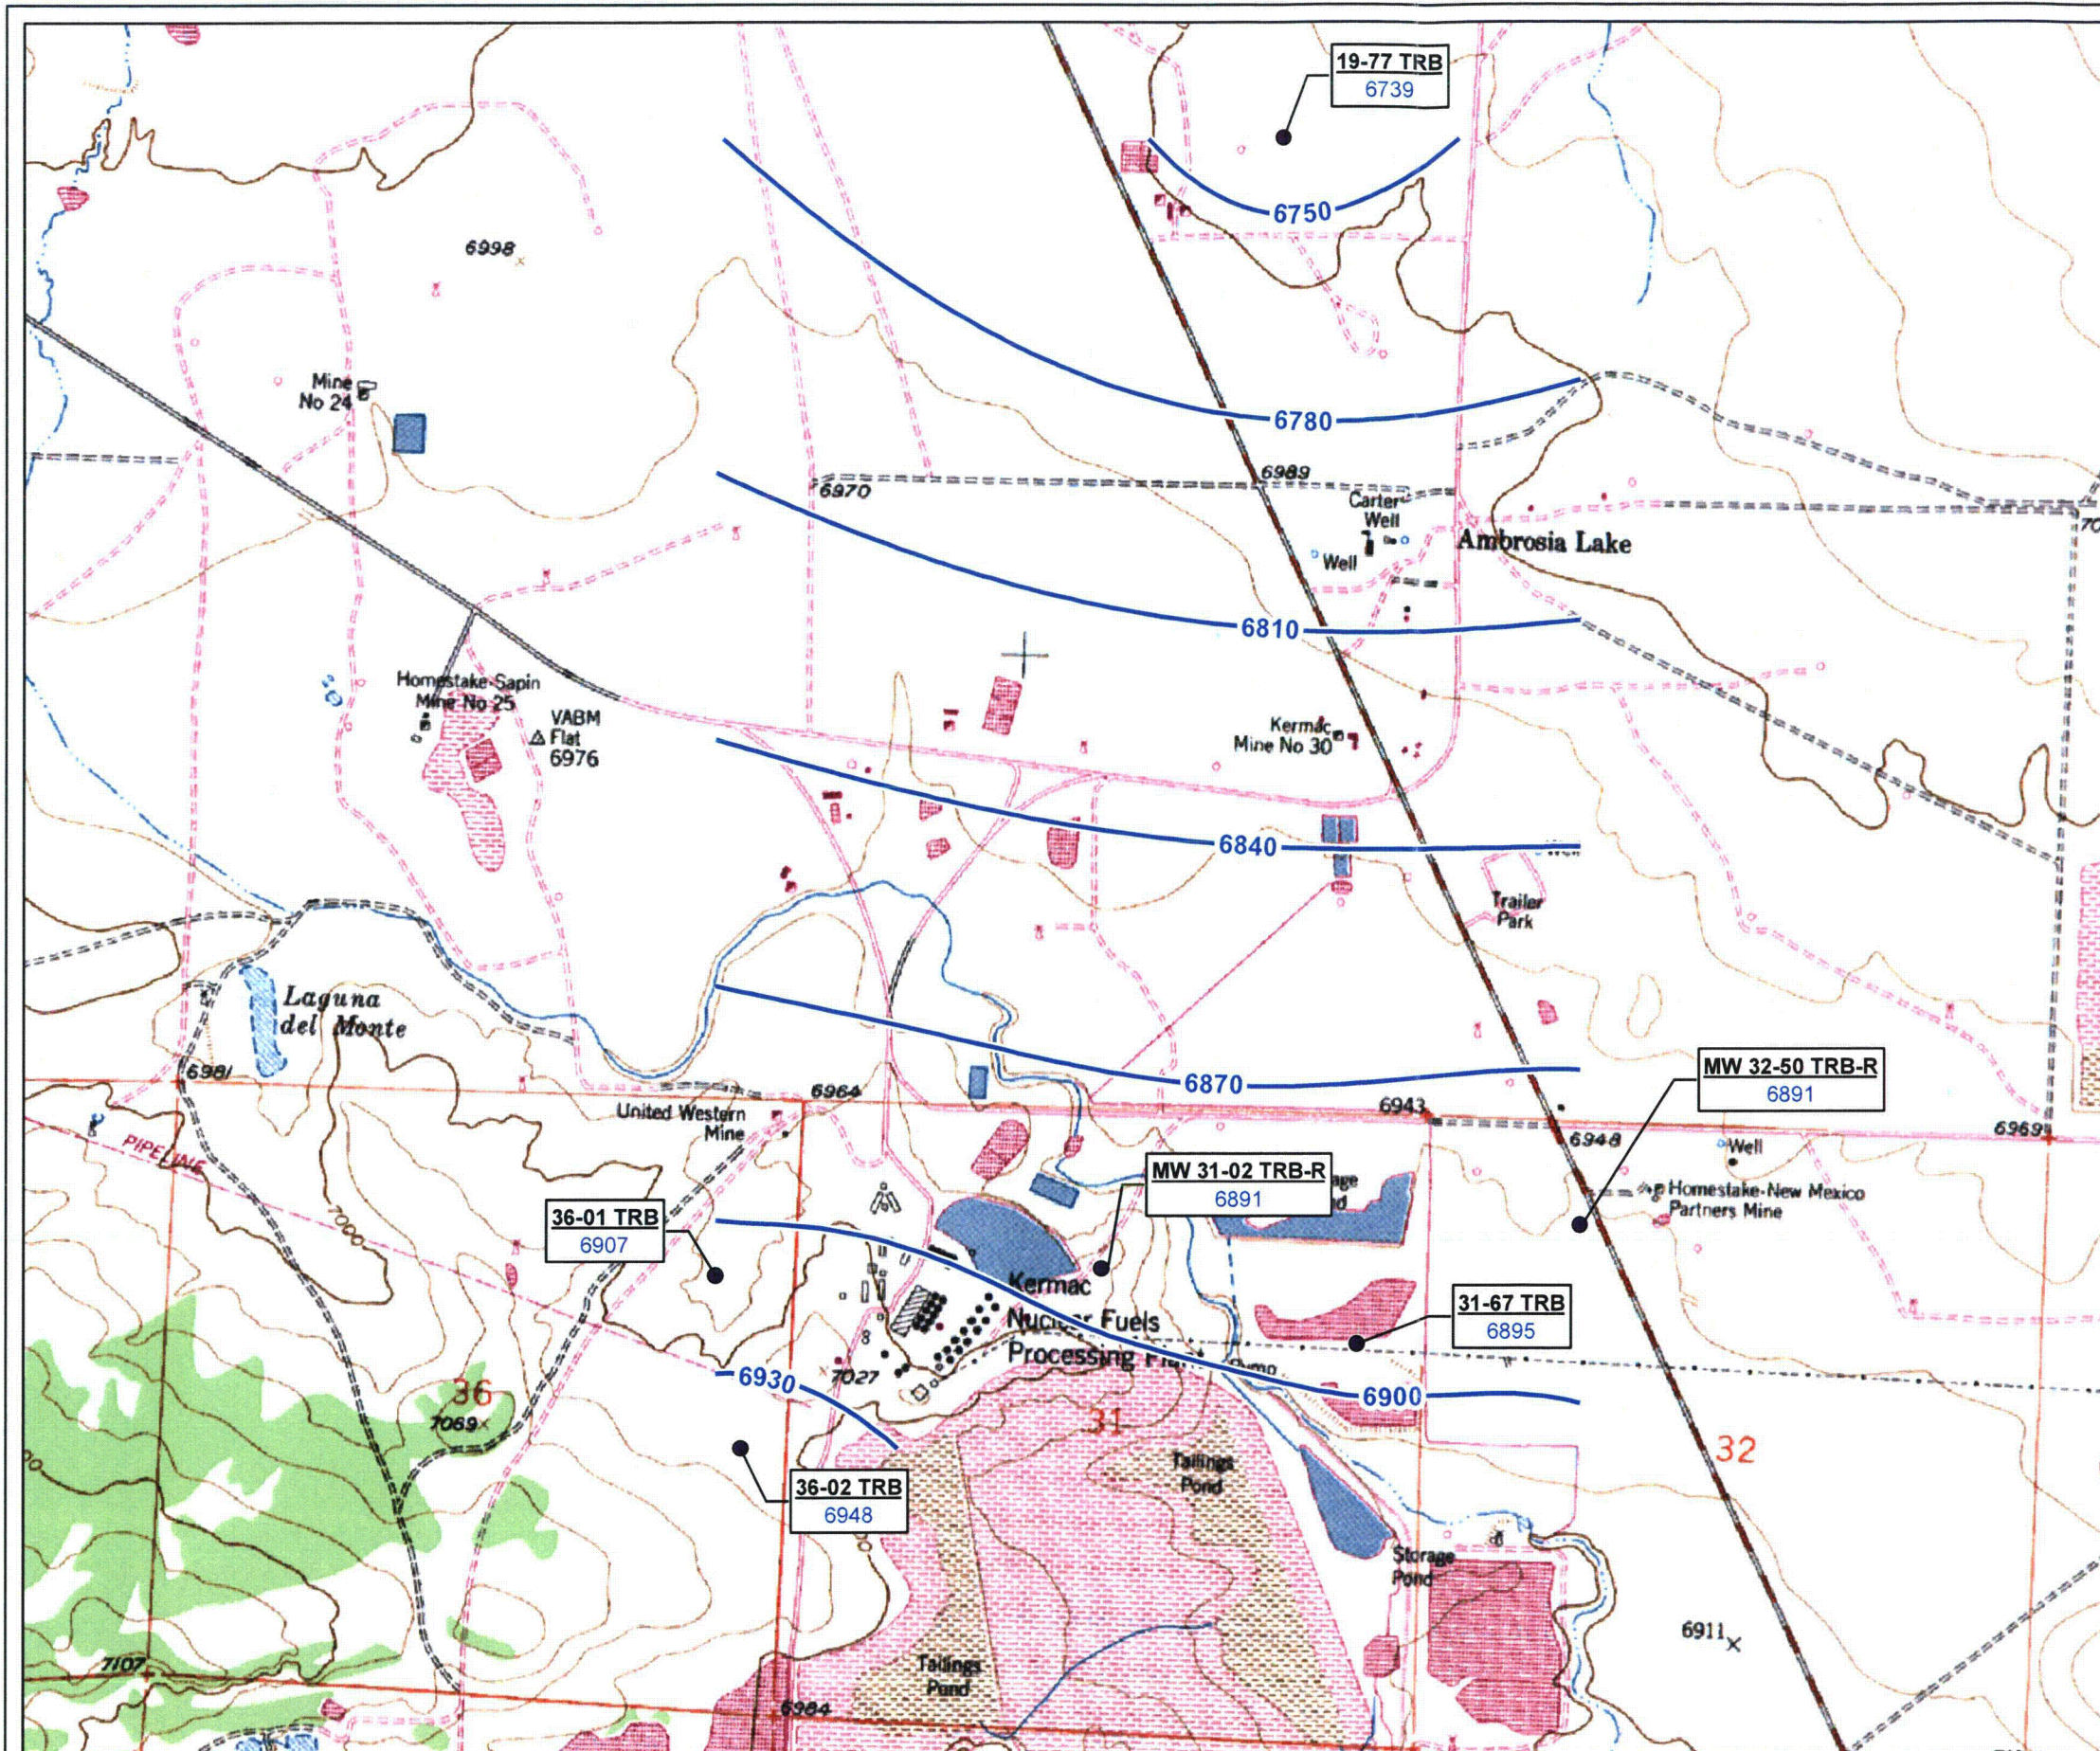 19-77 TRB
6739
6750
6998
Mine
No 24
6780
6989
6970
Carter
Well
Well
Ambrosia Lake
70
6810
Homestake-Sapin
Mine No 25
VABM
Flat
6976
Kermac
Mine No 30
6840
Trailer
Park
Laguna
del Monte
6981
6870
6964
6943
MW 32-50 TRB-R
6891
United Western
Mine
6948
6969
Well
PIPELINE
MW 31-02 TRB-R
6891
Homestake-New Mexico
Partners Mine
7000
36-01 TRB
6907
Kermac
Nuclear Fuels
Processing
31-67 TRB
6895
6930
7027
6900
36
7069
31
32
Tailings
Pond
36-02 TRB
6948
Storage
Pond
6911
7107
Tailings
Pond
6984